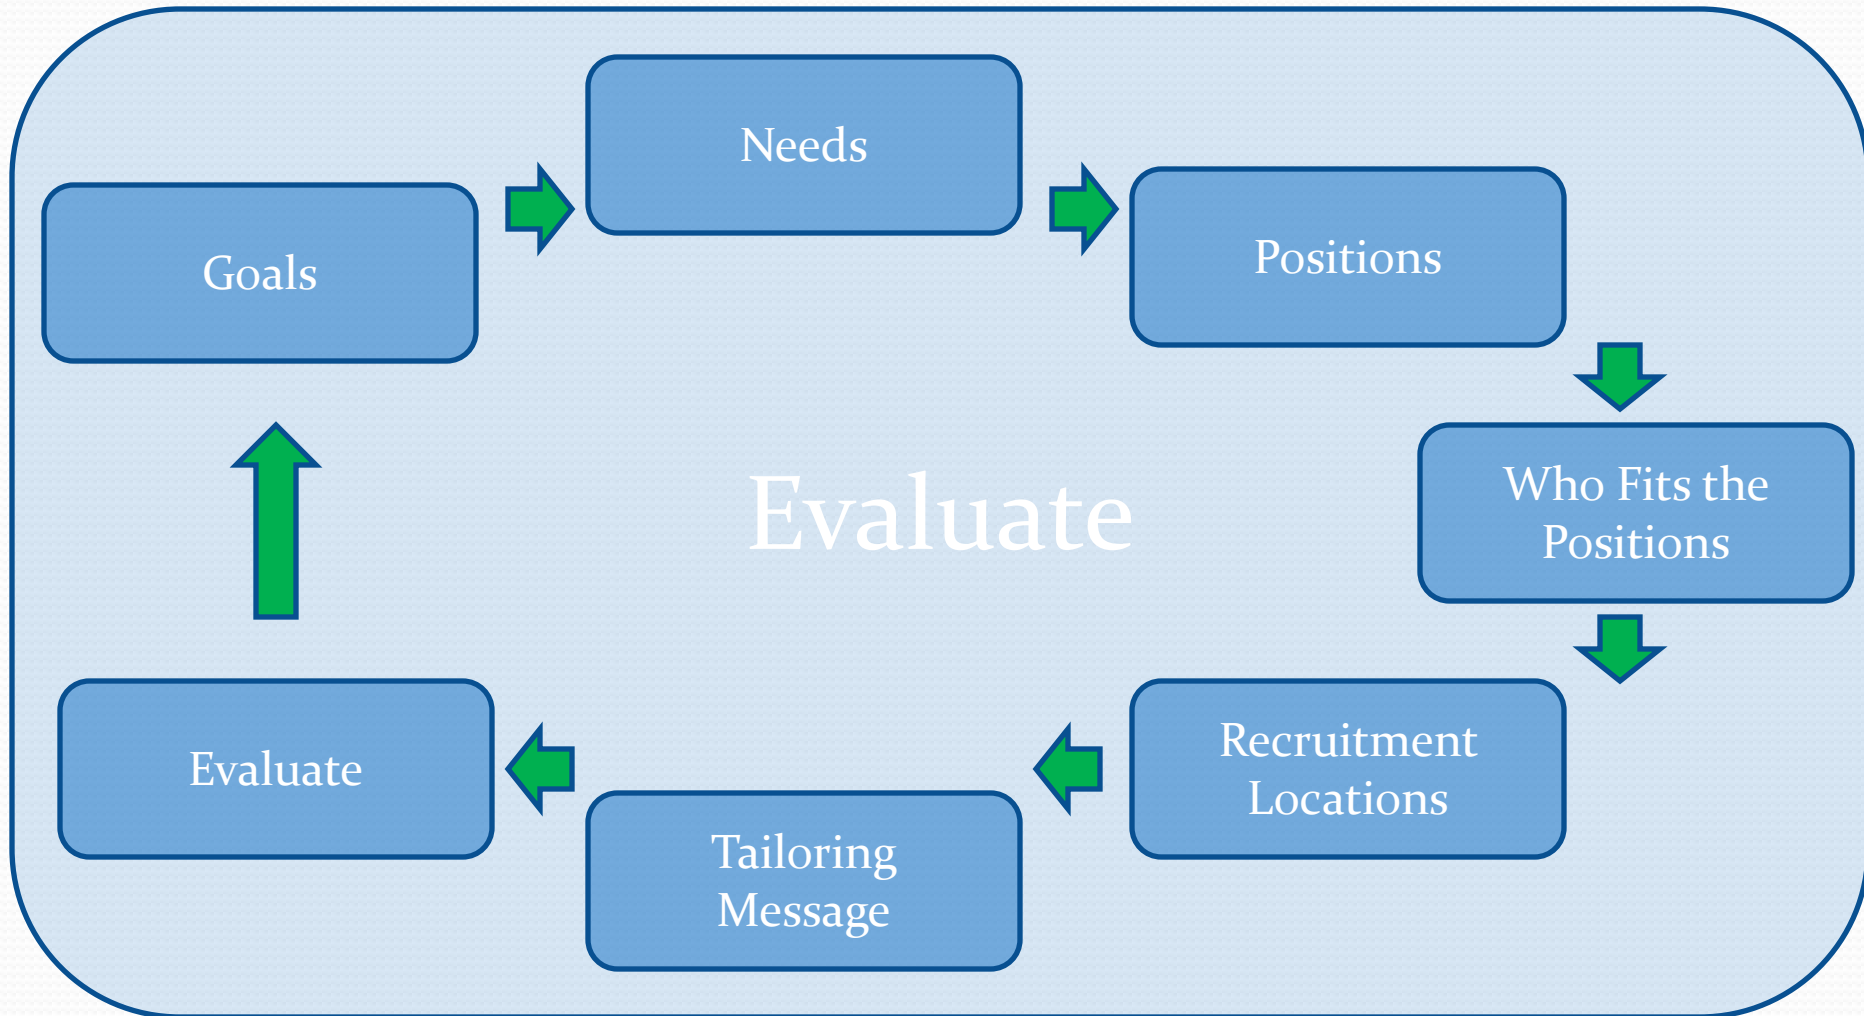 Needs
Goals
Positions
Evaluate
Who Fits the
Positions
Evaluate
Recruitment
Locations
Tailoring
Message